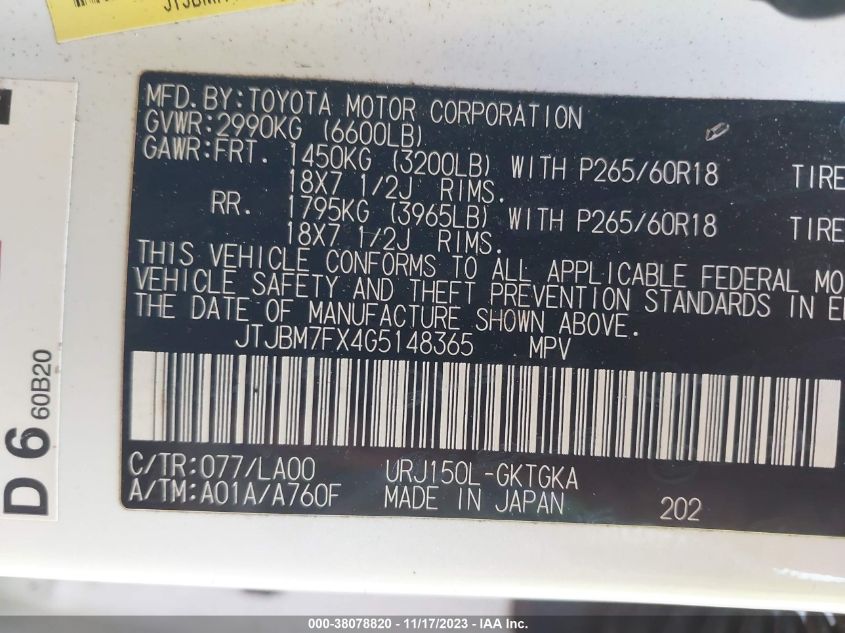 MFD.BY:TOYOTA MOTOR CORPORATION
GVWR:2990KG (6600LB)
GAWR:FRT. 1450KG (3200LB) WITH P265/60R18 TIRE
18X7 1/2J RIMS.
RR. 1795KG (3965LB) WITH P265/60R18 TIRE
18X7 1/2J RIMS.
THIS VEHICLE CONFORMS TO ALL APPLICABLE FEDERAL MO
VEHICLE SAFETY AND THEFT PREVENTION STANDARDS IN E
THE DATE OF MANUFACTURE SHOWN ABOVE.
JTJBM7FX4G5148365 MPV
C/TR:077/LA00 URJ150L-GKTGKA
A/TM:A01A/A760F MADE IN JAPAN 202
D 6 60B20
000-38078820 - 11/17/2023 - IAA Inc.